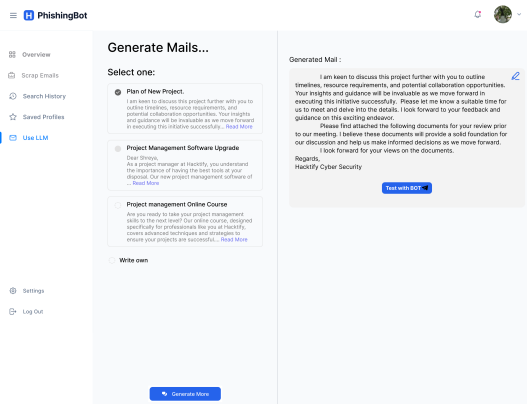 PhishingBot
Overview
Scrap Emails
Search History
Saved Profiles
Use LLM
Settings
Log Out
Generate Mails...
Select one:
Plan of New Project.
I am keen to discuss this project further with you to
outline timelines, resource requirements, and
potential collaboration opportunities. Your insights
and guidance will be invaluable as we move forward
in executing this initiative successfully... Read More
Project Management Software Upgrade
Dear Shreya,
As a project manager at Hacktify, you understand
the importance of having the best tools at your
disposal. Our new project management software of
... Read More
Project management Online Course
Are you ready to take your project management
skills to the next level? Our online course, designed
specifically for professionals like you at Hacktify,
covers advanced techniques and strategies to
ensure your projects are successful... Read More
Write own
Generate More
Generated Mail :
I am keen to discuss this project further with you to outline
timelines, resource requirements, and potential collaboration opportunities.
Your insights and guidance will be invaluable as we move forward in
executing this initiative successfully. Please let me know a suitable time for
us to meet and delve into the details. I look forward to your feedback and
guidance on this exciting endeavor.
Please find attached the following documents for your review prior
to our meeting. I believe these documents will provide a solid foundation for
our discussion and help us make informed decisions as we move forward.
I look forward for your views on the documents.
Regards,
Hacktify Cyber Security
Test with BOT